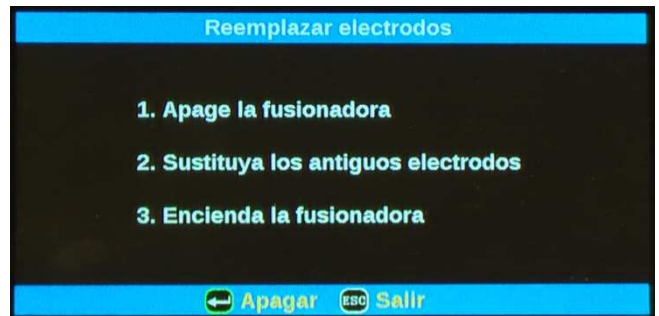 Reemplazar electrodos
1. Apage la fusionadora
2. Sustituya los antiguos electrodos
3. Encienda la fusionadora
Apagar ESC Salir